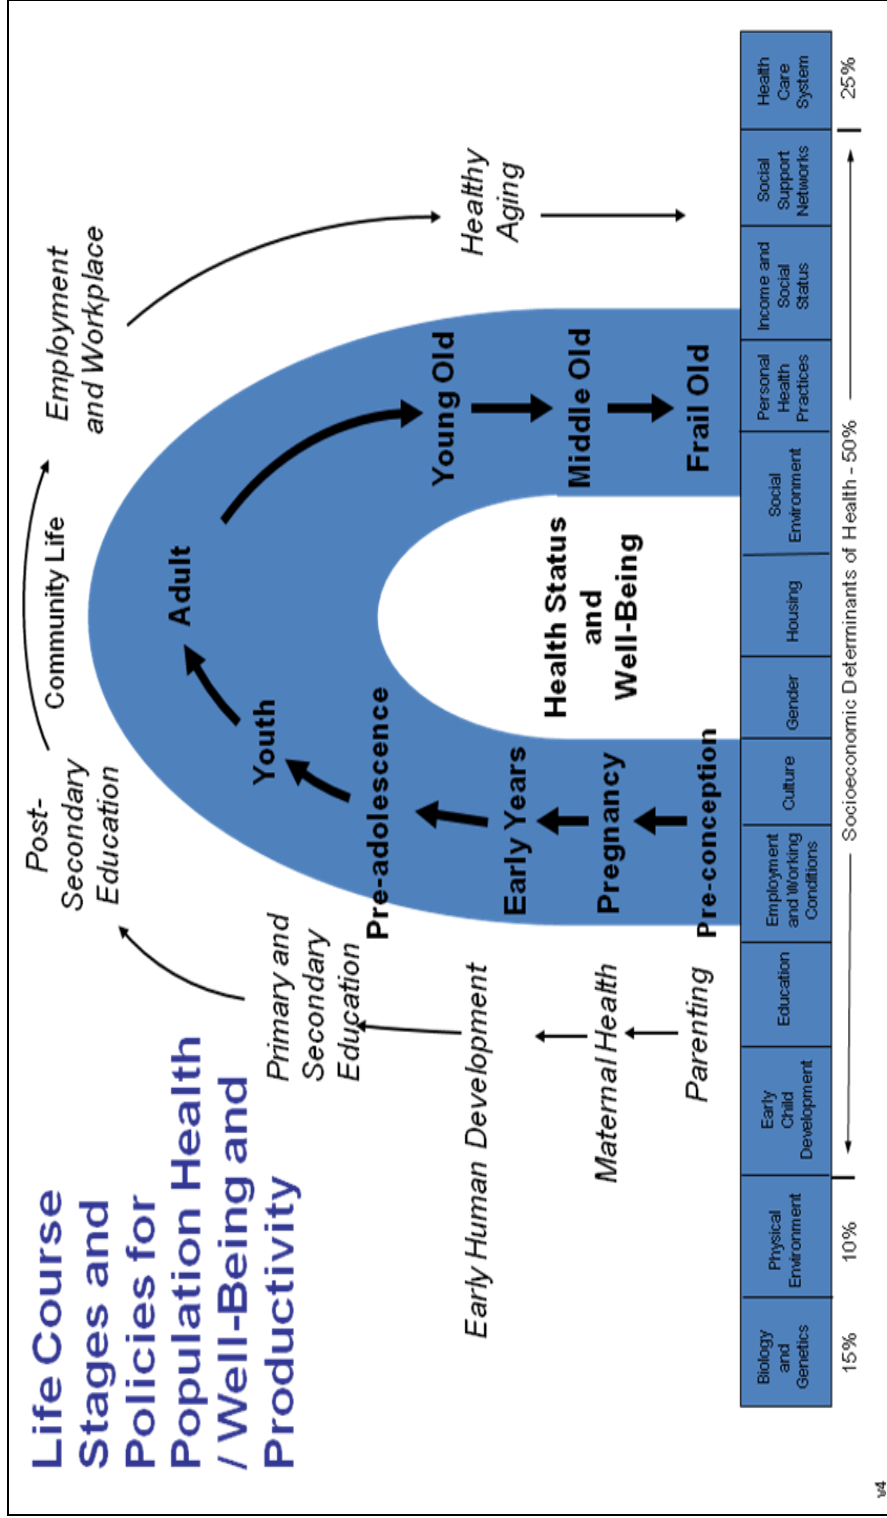 Life Course
Stages and
Policies for
Population Health
/ Well-Being and
Productivity
Post-
Secondary
Education
Community Life
Employment
and Workplace
Primary and
Secondary
Education
Early Human Development
Maternal Health
Parenting
Healthy
Aging
Pre-conception
Pregnancy
Early Years
Pre-adolescence
Youth
Adult
Young Old
Middle Old
Frail Old
Health Status
and
Well-Being
Biology
and
Genetics
Physical
Environment
Early
Child
Development
Education
Employment
and Working
Conditions
Culture
Gender
Housing
Social
Environment
Personal
Health
Practices
Income and
Social
Status
Social
Support
Networks
Health
Care
System
15%
10%
Socioeconomic Determinants of Health - 50%
25%
v4